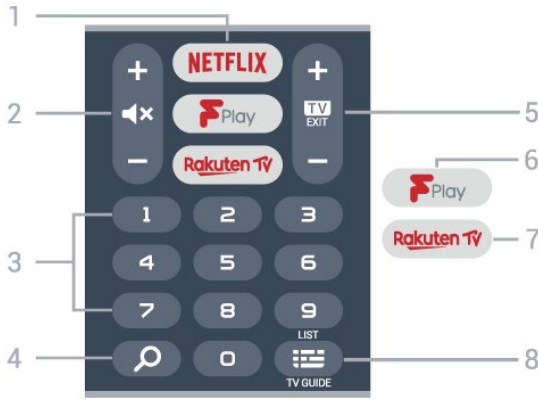 1
NETFLIX
2
TV
EXIT
5
F Play
Rakuten TV
6
F Play
7
Rakuten TV
3
1 2 3
4 5 6
7 8 9
LIST
4
0
8
TV GUIDE